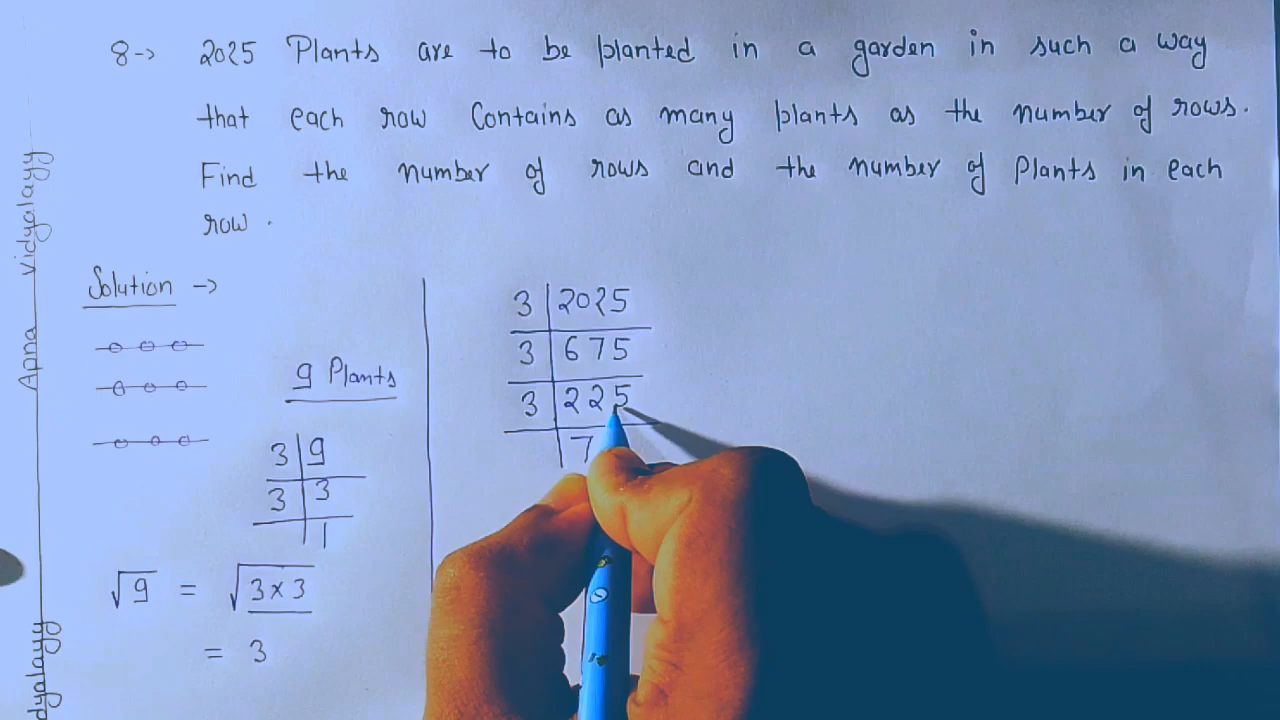 8-> 2025 Plants are to be planted in a garden in such a way
that each row Contains as many plants as the number of rows.
Find the number of rows and the number of Plants in each
row.
Solution ->
9 Plants
3 9
3 3
1
√9 = √3×3
= 3
3 2025
3 675
3 225
7
Apna Vidyalayy
dyalayy